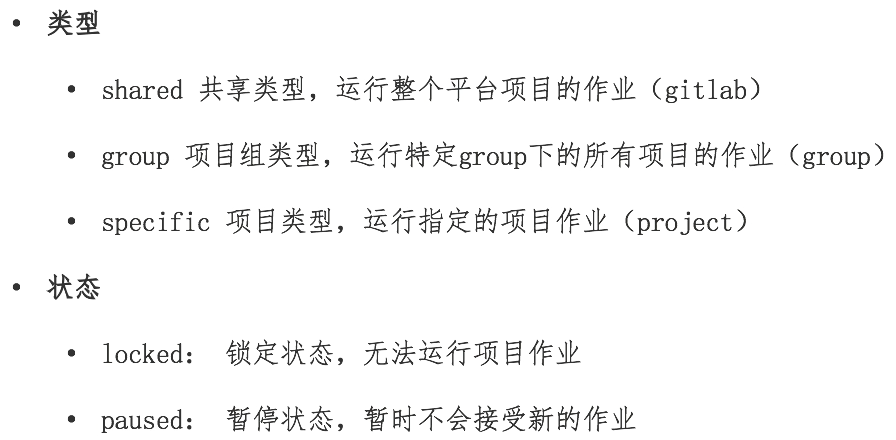 • 类型
• shared 共享类型，运行整个平台项目的作业（gitlab）
• group 项目组类型，运行特定group下的所有项目的作业（group）
• specific 项目类型，运行指定的项目作业（project）
• 状态
• locked： 锁定状态，无法运行项目作业
• paused： 暂停状态，暂时不会接受新的作业